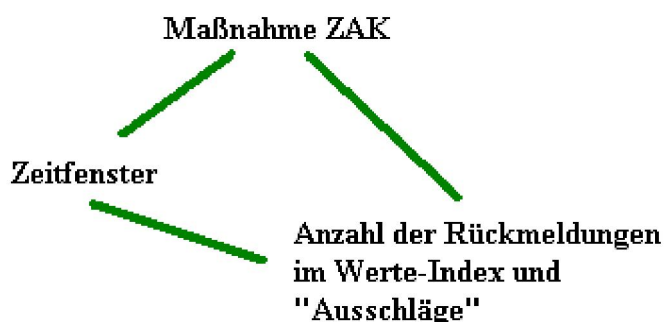 Maßnahme ZAK
Zeitfenster
Anzahl der Rückmeldungen
im Werte-Index und
"Ausschläge"